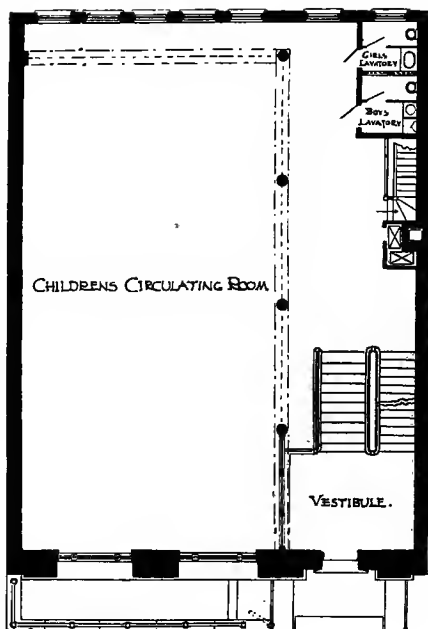 GIRLS
LAVATORY
BOYS
LAVATORY
CHILDRENS CIRCULATING ROOM
VESTIBULE.